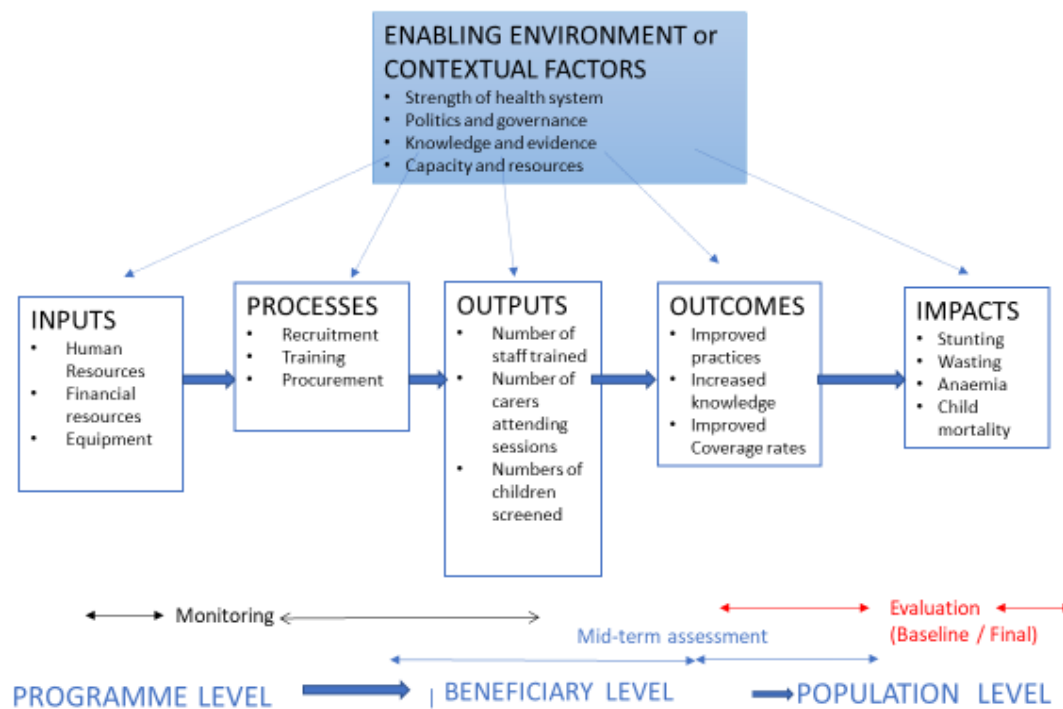 ENABLING ENVIRONMENT or
CONTEXTUAL FACTORS
• Strength of health system
• Politics and governance
• Knowledge and evidence
• Capacity and resources
INPUTS
• Human
Resources
• Financial
resources
• Equipment
PROCESSES
• Recruitment
• Training
• Procurement
OUTPUTS
• Number of
staff trained
• Number of
carers
attending
sessions
• Numbers of
children
screened
OUTCOMES
• Improved
practices
• Increased
knowledge
• Improved
Coverage rates
IMPACTS
• Stunting
• Wasting
• Anaemia
• Child
mortality
Monitoring
Mid-term assessment
Evaluation
(Baseline / Final)
PROGRAMME LEVEL
BENEFICIARY LEVEL
POPULATION LEVEL